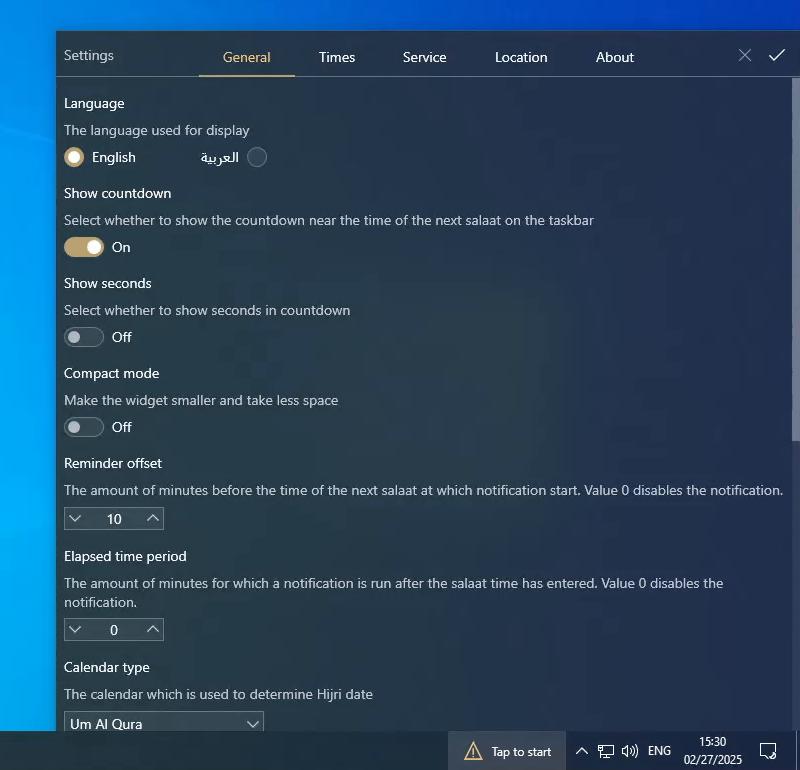 Settings General Times Service Location About
Language
The language used for display
English العربية
Show countdown
Select whether to show the countdown near the time of the next salaat on the taskbar
On
Show seconds
Select whether to show seconds in countdown
Off
Compact mode
Make the widget smaller and take less space
Off
Reminder offset
The amount of minutes before the time of the next salaat at which notification start. Value 0 disables the notification.
10
Elapsed time period
The amount of minutes for which a notification is run after the salaat time has entered. Value 0 disables the
notification.
0
Calendar type
The calendar which is used to determine Hijri date
Um Al Qura
Tap to start ENG 15:30
02/27/2025